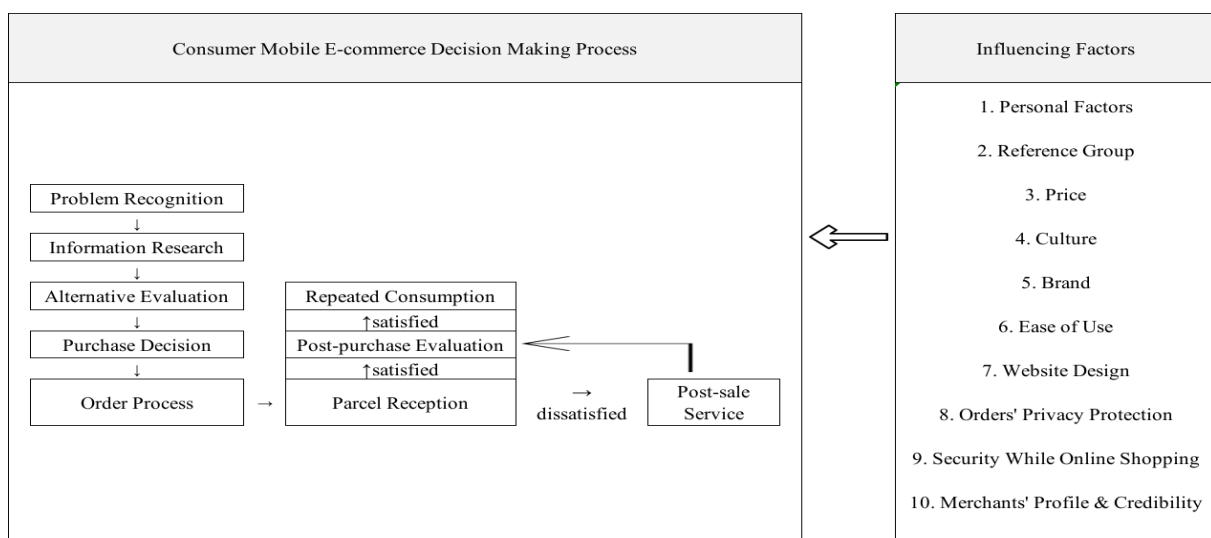 Consumer Mobile E-commerce Decision Making Process
Problem Recognition
↓
Information Research
↓
Alternative Evaluation
↓
Purchase Decision
↓
Order Process
→
Repeated Consumption
↑satisfied
Post-purchase Evaluation
↑satisfied
Parcel Reception
→
dissatisfied
Post-sale
Service
Influencing Factors
1. Personal Factors
2. Reference Group
3. Price
4. Culture
5. Brand
6. Ease of Use
7. Website Design
8. Orders' Privacy Protection
9. Security While Online Shopping
10. Merchants' Profile & Credibility